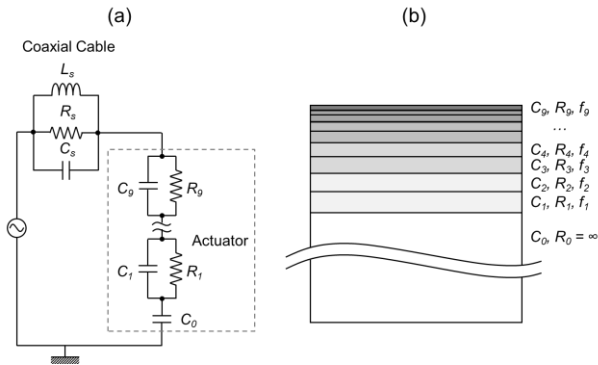 (a)
Coaxial Cable
Ls
Rs
Cs
C9
R9
Actuator
C1
R1
C0
(b)
C9, R9, f9
...
C4, R4, f4
C3, R3, f3
C2, R2, f2
C1, R1, f1
C0, R0 = ∞